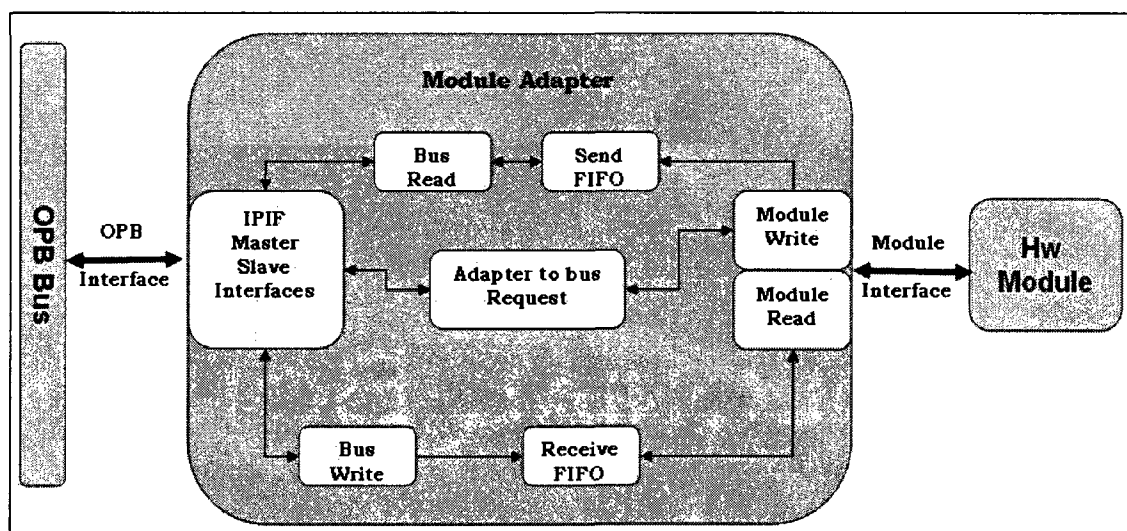 Module Adapter
Bus
Read
Send
FIFO
OPB Bus
OPB
Interface
IPIF
Master
Slave
Interfaces
Adapter to bus
Request
Module
Write
Module
Read
Module
Interface
Hw
Module
Bus
Write
Receive
FIFO